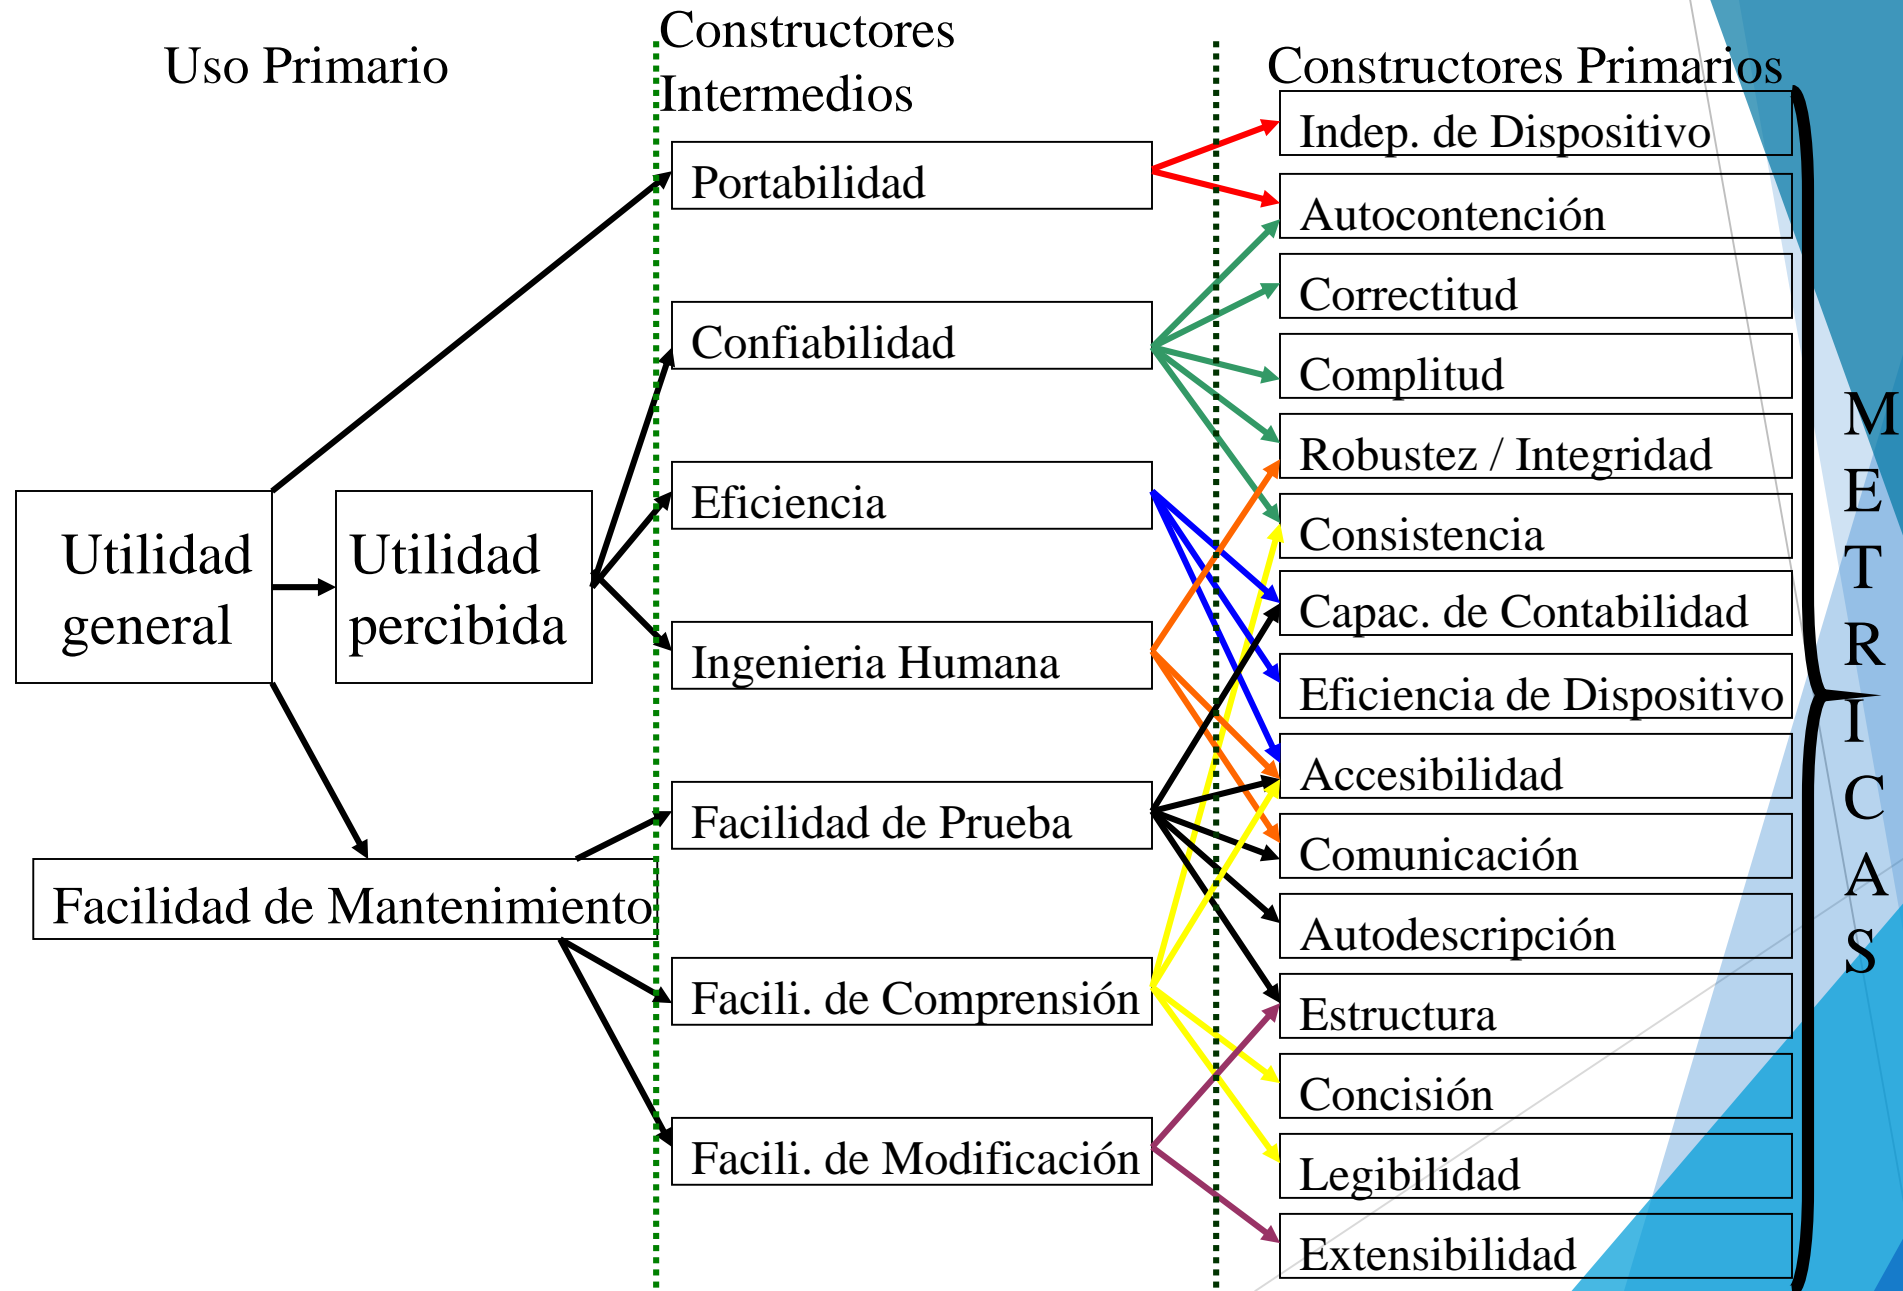 Uso Primario
Constructores
Intermedios
Constructores Primarios
Utilidad
general
Utilidad
percibida
Facilidad de Mantenimiento
Portabilidad
Confiabilidad
Eficiencia
Ingenieria Humana
Facilidad de Prueba
Facili. de Comprensión
Facili. de Modificación
Indep. de Dispositivo
Autocontención
Correctitud
Complitud
Robustez / Integridad
Consistencia
Capac. de Contabilidad
Eficiencia de Dispositivo
Accesibilidad
Comunicación
Autodescripción
Estructura
Concisión
Legibilidad
Extensibilidad
M
E
T
R
I
C
A
S